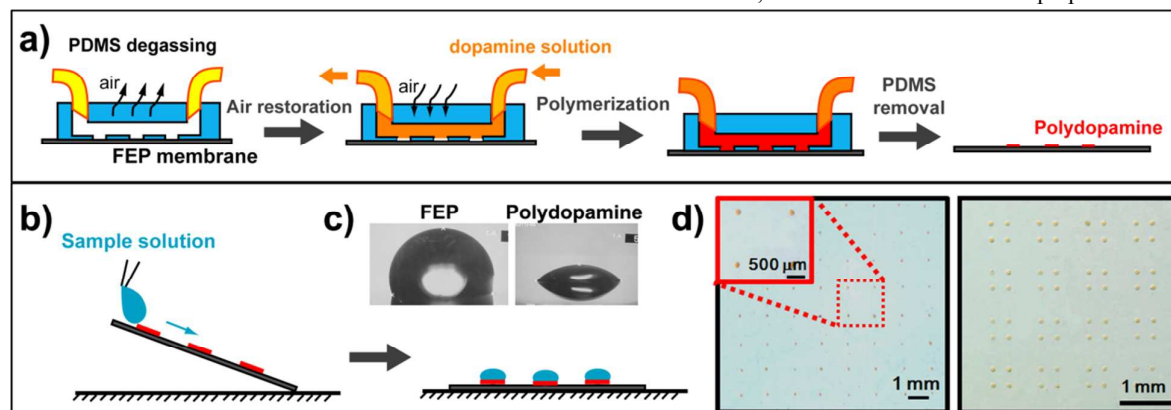 a)
PDMS degassing
air
FEP membrane
Air restoration
dopamine solution
air
Polymerization
PDMS
removal
Polydopamine
b)
Sample solution
c)
FEP
Polydopamine
d)
500 µm
1 mm
1 mm